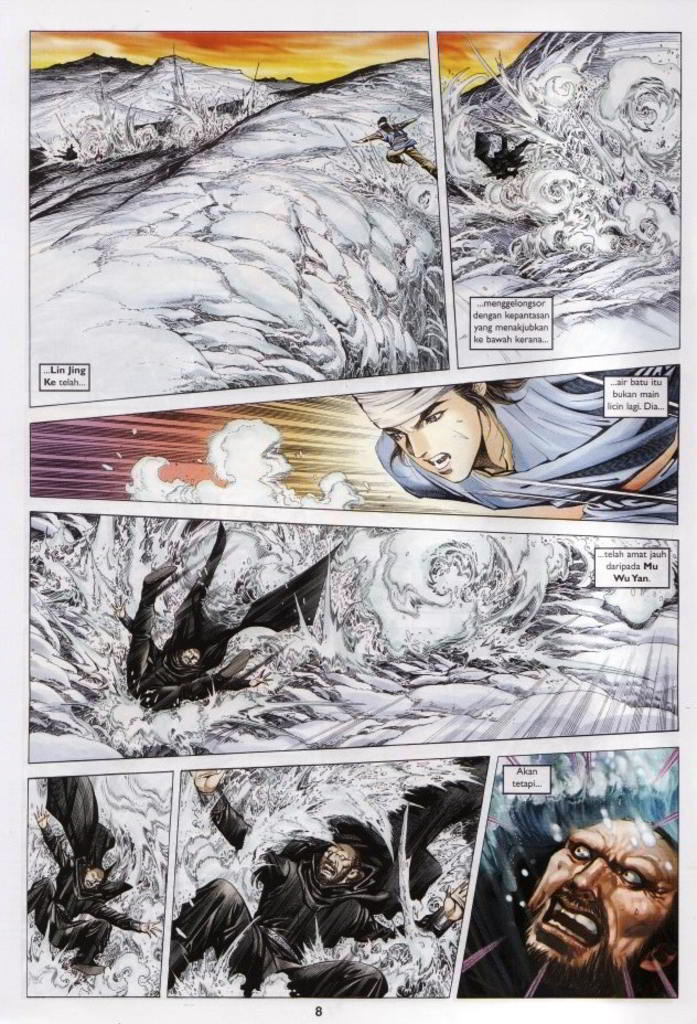 ...Lin Jing
Ke telah...
...menggelongsor
dengan kepantasan
yang menakjubkan
ke bawah kerana...
...air batu itu
bukan main
licin lagi. Dia...
...telah amat jauh
daripada Mu
Wu Yan.
Akan
tetapi...
8